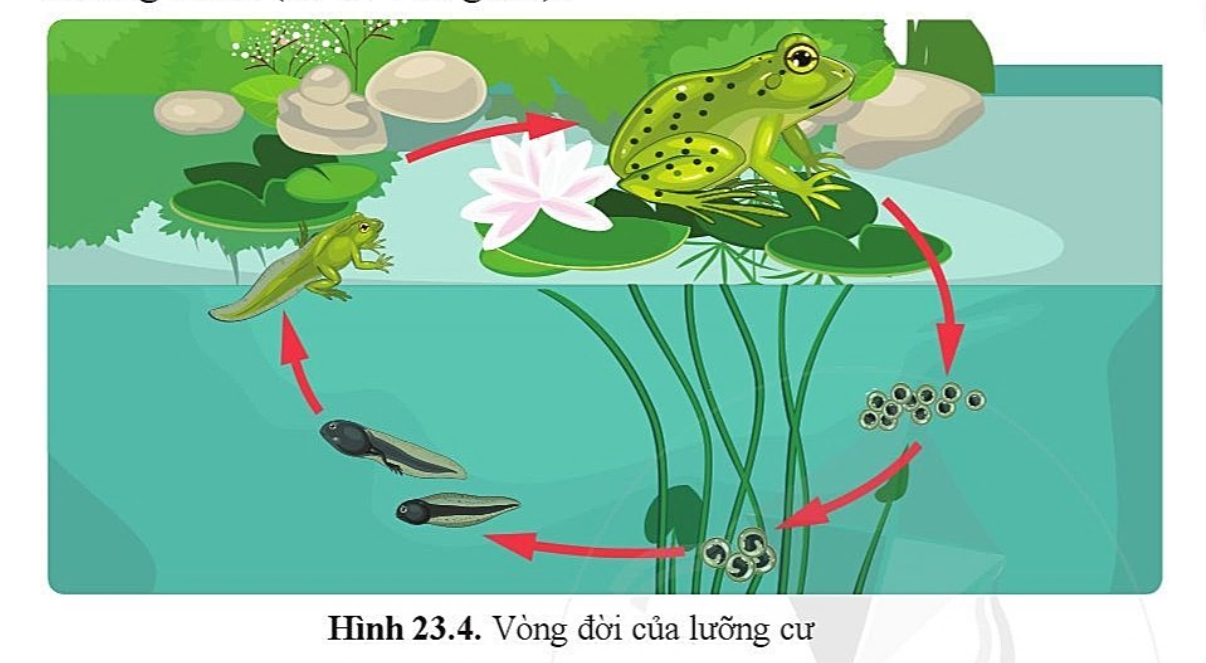 Hình 23.4. Vòng đời của lưỡng cư